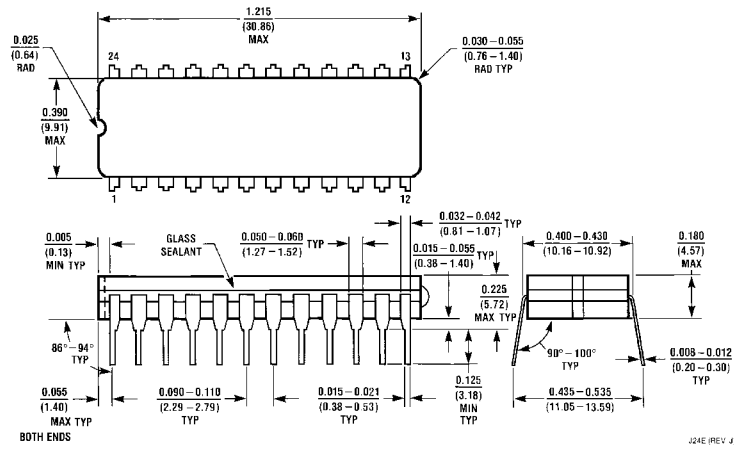 1.215
(30.86)
MAX
0.025
(0.64)
RAD
24
13
0.030–0.055
(0.76–1.40)
RAD TYP
0.390
(9.91)
MAX
1
12
0.005
(0.13)
MIN TYP
GLASS
SEALANT
0.050–0.060
(1.27–1.52)
TYP
0.032–0.042
(0.81–1.07)
TYP
0.015–0.055
(0.38–1.40)
TYP
0.225
(5.72)
MAX TYP
0.400–0.430
(10.16–10.92)
0.180
(4.57)
MAX
86°–94°
TYP
90°–100°
TYP
0.008–0.012
(0.20–0.30)
TYP
0.055
(1.40)
MAX TYP
BOTH ENDS
0.090–0.110
(2.29–2.79)
TYP
0.015–0.021
(0.38–0.53)
TYP
0.125
(3.18)
MIN
TYP
0.435–0.535
(11.05–13.59)
J24E (REV J